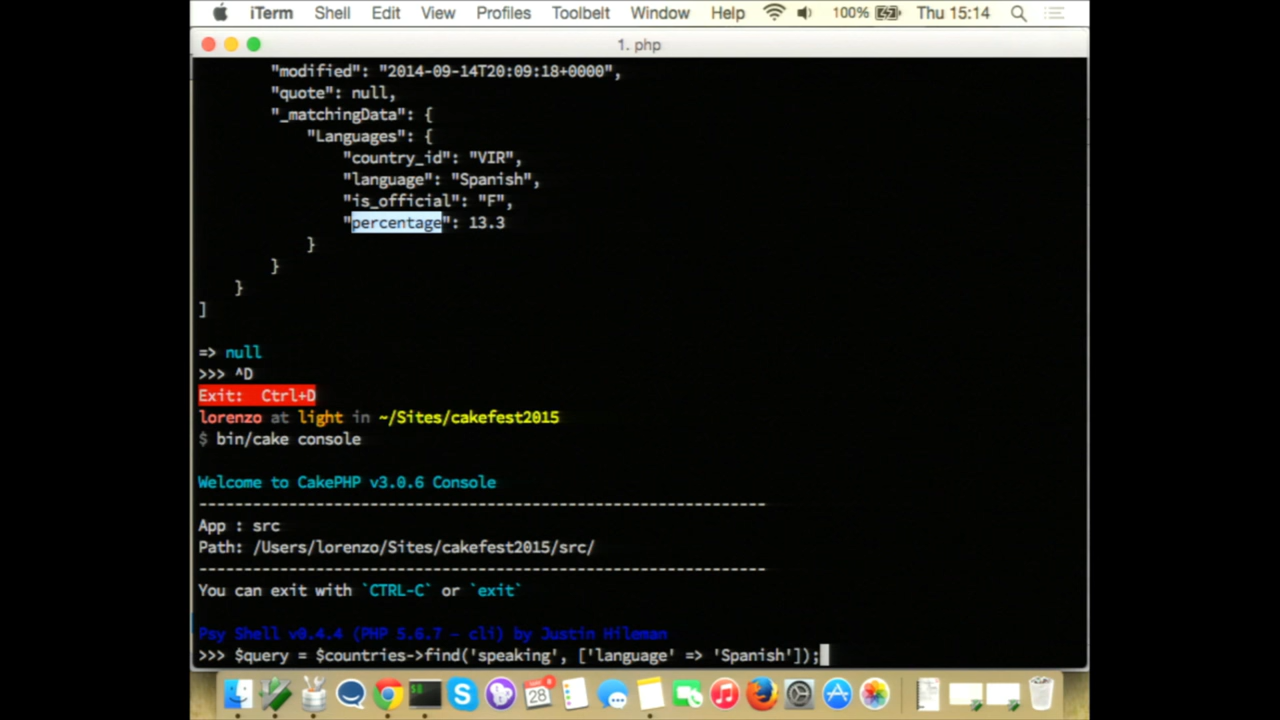 iTerm Shell Edit View Profiles Toolbelt Window Help 100% Thu 15:14
1. php
"modified": "2014-09-14T20:09:18+0000",
"quote": null,
"_matchingData": {
"Languages": {
"country_id": "VIR",
"language": "Spanish",
"is_official": "F",
"percentage": 13.3
}
}
}
]
=> null
>>> ^D
Exit:  Ctrl+D
lorenzo at light in ~/Sites/cakefest2015
$ bin/cake console
Welcome to CakePHP v3.0.6 Console
---------------------------------------------------------------
App : src
Path: /Users/lorenzo/Sites/cakefest2015/src/
---------------------------------------------------------------
You can exit with `CTRL-C` or `exit`
Psy Shell v0.4.4 (PHP 5.6.7 — cli) by Justin Hileman
>>> $query = $countries->find('speaking', ['language' => 'Spanish']);
28